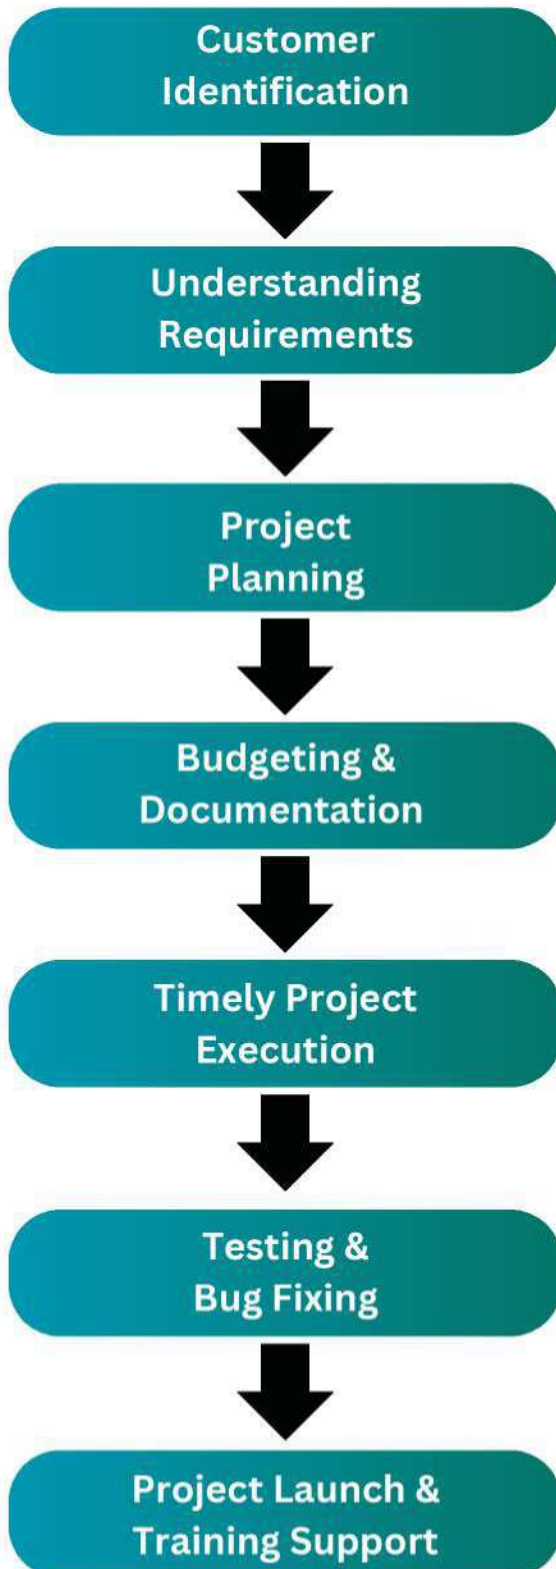 Customer
Identification
Understanding
Requirements
Project
Planning
Budgeting &
Documentation
Timely Project
Execution
Testing &
Bug Fixing
Project Launch &
Training Support